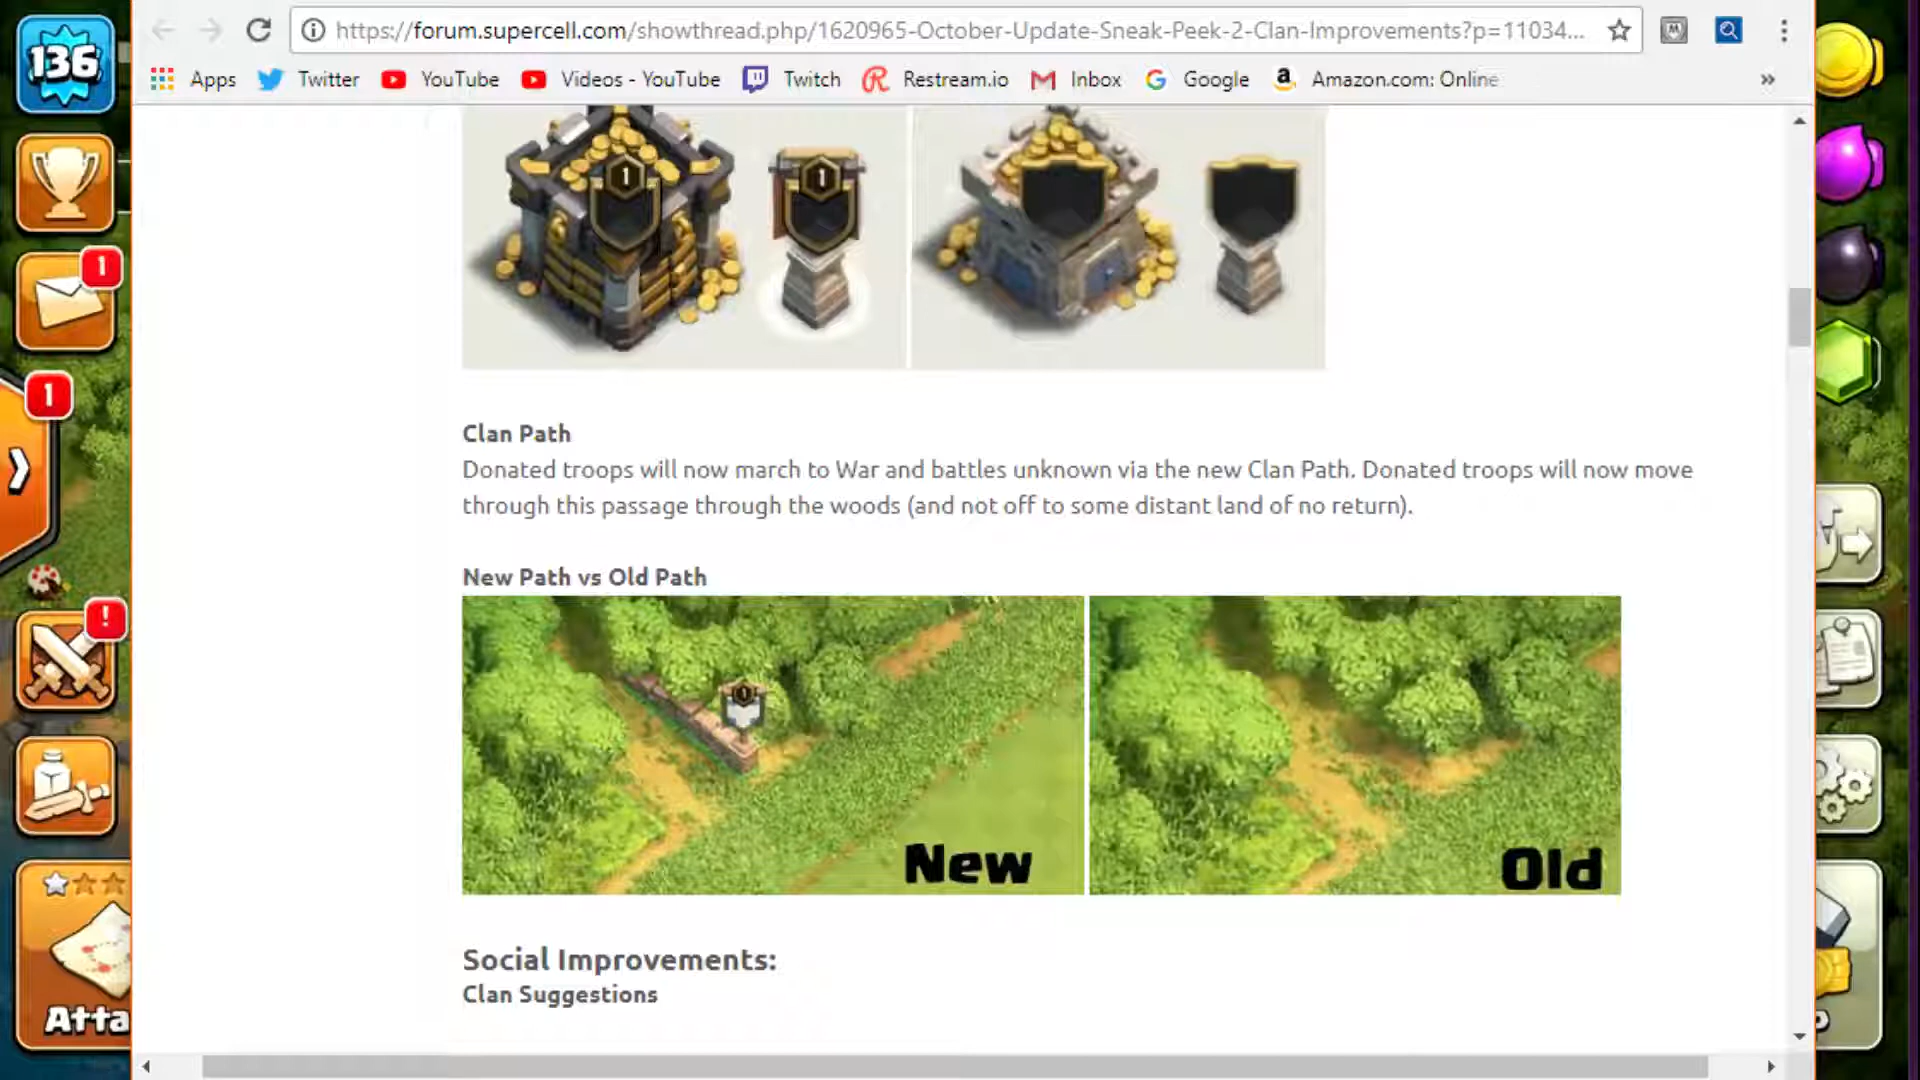 136
https://forum.supercell.com/showthread.php/1620965-October-Update-Sneak-Peek-2-Clan-Improvements?p=11034...
Apps Twitter YouTube Videos - YouTube Twitch Restream.io Inbox Google Amazon.com: Online »
1 1
1
1
Clan Path
Donated troops will now march to War and battles unknown via the new Clan Path. Donated troops will now move
through this passage through the woods (and not off to some distant land of no return).
New Path vs Old Path
!
New Old
Social Improvements:
Clan Suggestions
Atta